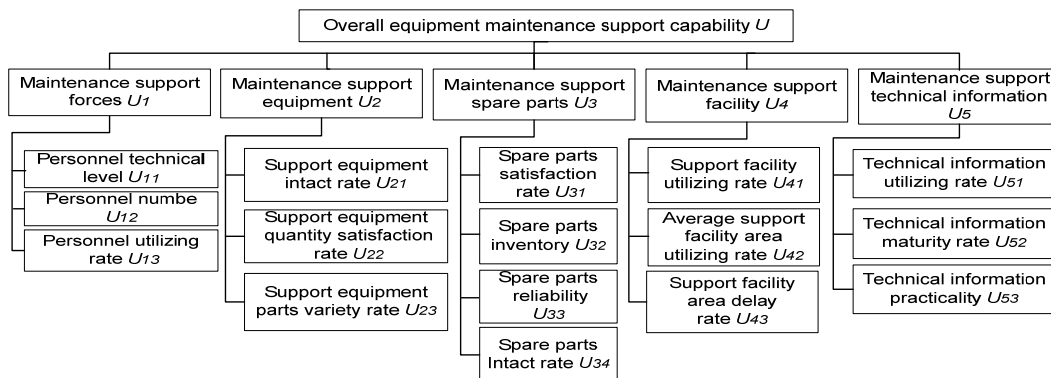 Overall equipment maintenance support capability U
Maintenance support
forces U1
Maintenance support
equipment U2
Maintenance support
spare parts U3
Maintenance support
facility U4
Maintenance support
technical information
U5
Personnel technical
level U11
Personnel numbe
U12
Personnel utilizing
rate U13
Support equipment
intact rate U21
Support equipment
quantity satisfaction
rate U22
Support equipment
parts variety rate U23
Spare parts
satisfaction
rate U31
Spare parts
inventory U32
Spare parts
reliability
U33
Spare parts
Intact rate U34
Support facility
utilizing rate U41
Average support
facility area
utilizing rate U42
Support facility
area delay
rate U43
Technical information
utilizing rate U51
Technical information
maturity rate U52
Technical information
practicality U53